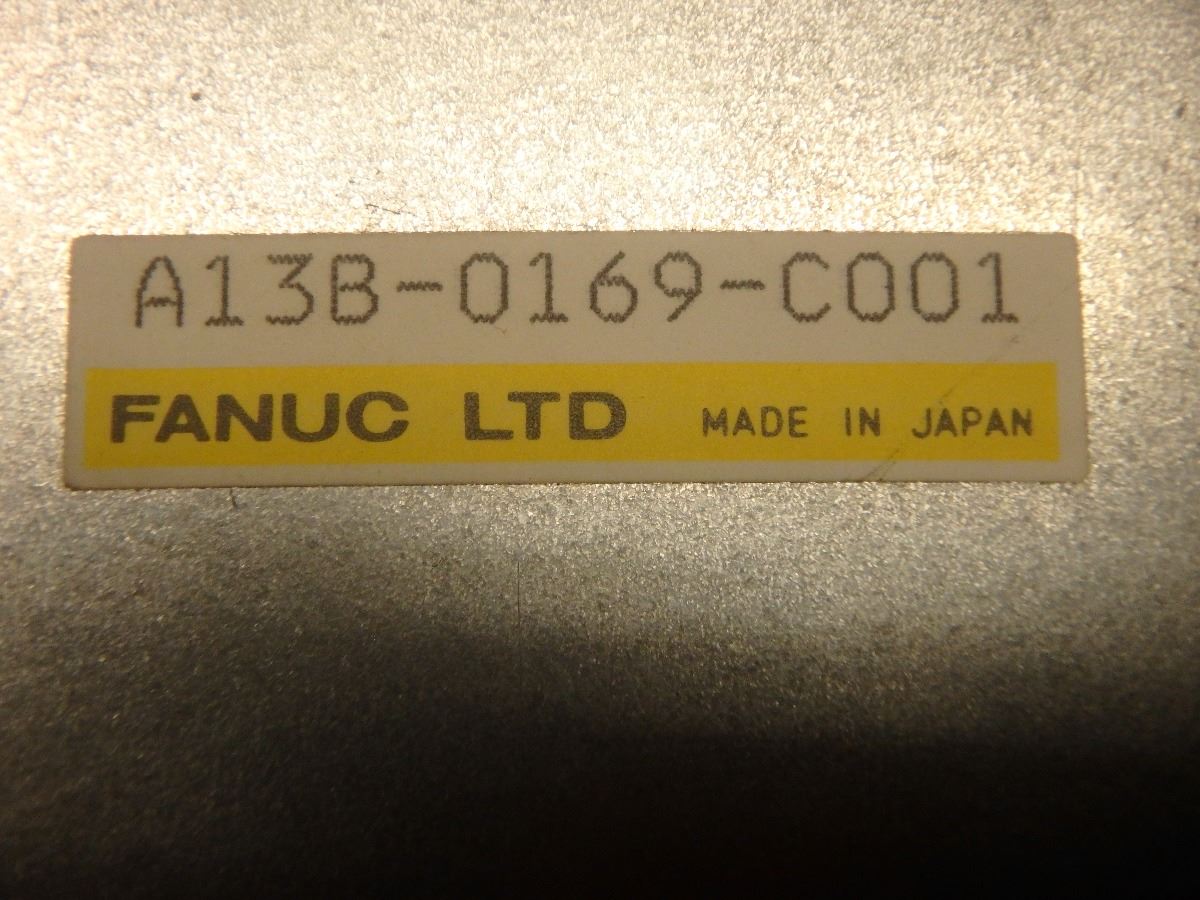 A13B-0169-C001
FANUC LTD MADE IN JAPAN